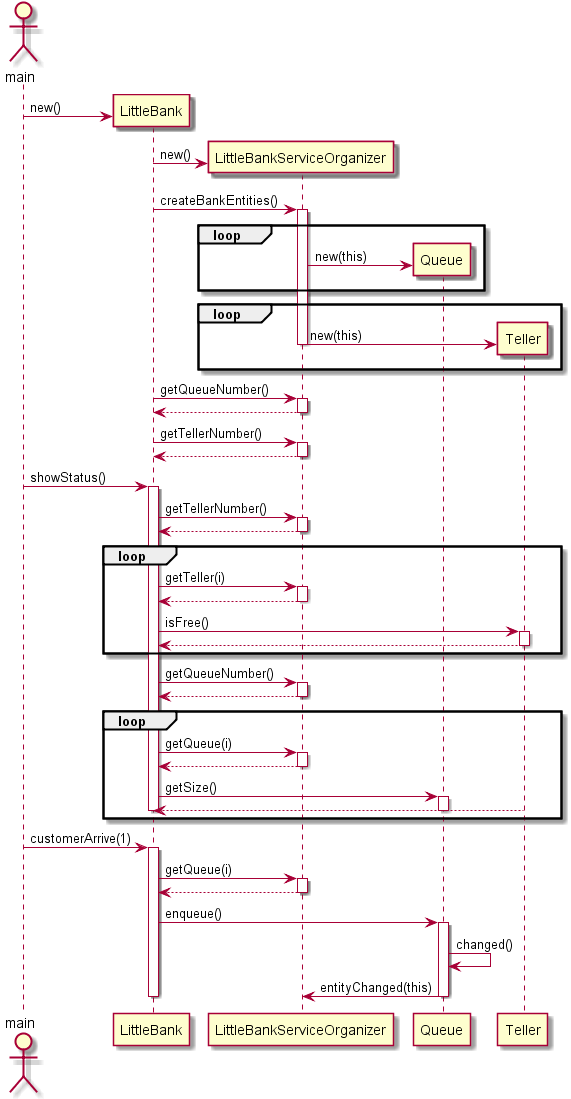 main
new()
LittleBank
new()
LittleBankServiceOrganizer
createBankEntities()
loop
new(this)
Queue
loop
new(this)
Teller
getQueueNumber()
getTellerNumber()
showStatus()
getTellerNumber()
loop
getTeller(i)
isFree()
getQueueNumber()
loop
getQueue(i)
getSize()
customerArrive(1)
getQueue(i)
enqueue()
changed()
entityChanged(this)
main
LittleBank
LittleBankServiceOrganizer
Queue
Teller